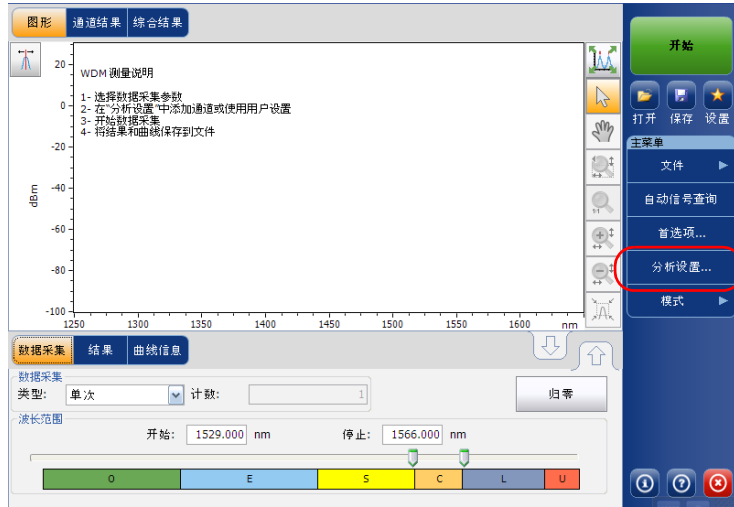 图形 通道结果 综合结果
WDM 测量说明
1- 选择数据采集参数
2- 在"分析设置"中添加通道或使用用户设置
3- 开始数据采集
4- 将结果和曲线保存到文件
20
0
-20
-40
-60
-80
-100
dBm
1250 1300 1350 1400 1450 1500 1550 1600 nm
1:1
开始
打开 保存 设置
主菜单
文件
自动信号查询
首选项...
分析设置...
模式
数据采集 结果 曲线信息
数据采集
类型: 单次 计数: 1 归零
波长范围
开始: 1529.000 nm 停止: 1566.000 nm
O E S C L U